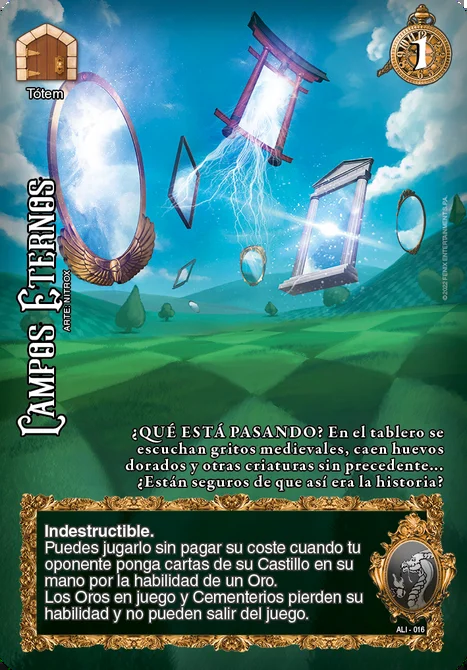 1
Tótem
CAMPOS ETERNOS
ARTE: NITROX
©2022 FENIX ENTERTAINMENT S.P.A.
¿QUÉ ESTÁ PASANDO? En el tablero se
escuchan gritos medievales, caen huevos
dorados y otras criaturas sin precedente...
¿Están seguros de que así era la historia?
Indestructible.
Puedes jugarlo sin pagar su coste cuando tu
oponente ponga cartas de su Castillo en su
mano por la habilidad de un Oro.
Los Oros en juego y Cementerios pierden su
habilidad y no pueden salir del juego.
ALI - 016